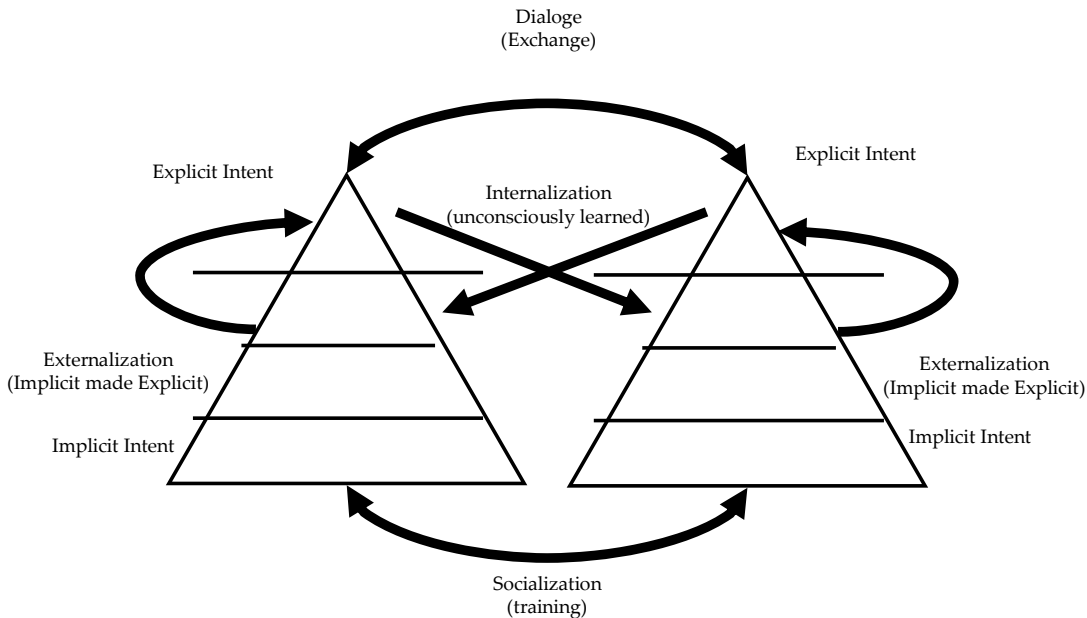 Dialoge
(Exchange)
Explicit Intent
Explicit Intent
Internalization
(unconsciously learned)
Externalization
(Implicit made Explicit)
Externalization
(Implicit made Explicit)
Implicit Intent
Implicit Intent
Socialization
(training)